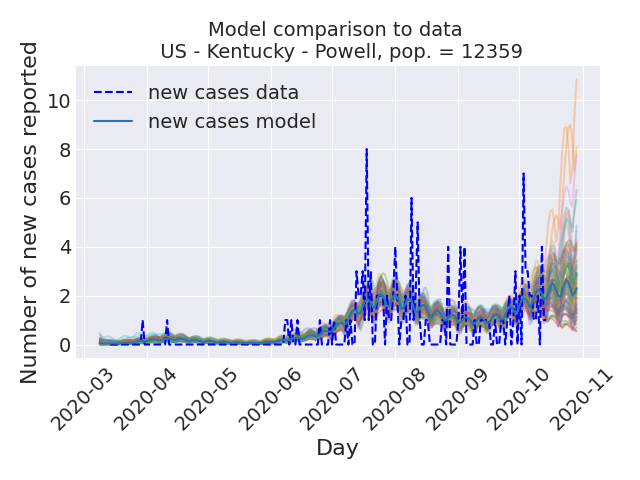 Model comparison to data
US - Kentucky - Powell, pop. = 12359
new cases data
new cases model
Number of new cases reported
10
8
6
4
2
0
2020-03
2020-04
2020-05
2020-06
2020-07
2020-08
2020-09
2020-10
2020-11
Day